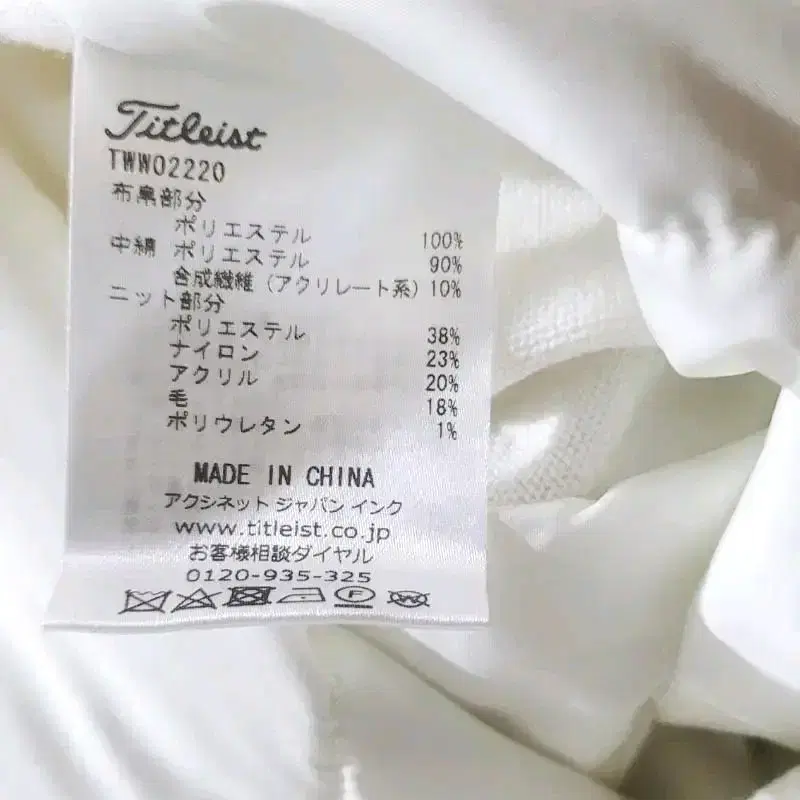 Titleist
TWW02220
布帛部分
ポリエステル 100%
中綿 ポリエステル 90%
合成繊維 (アクリレート系) 10%
ニット部分
ポリエステル 38%
ナイロン 23%
アクリル 20%
毛 18%
ポリウレタン 1%
MADE IN CHINA
アクシネット ジャパン インク
www.titleist.co.jp
お客様相談ダイヤル
0120-935-325